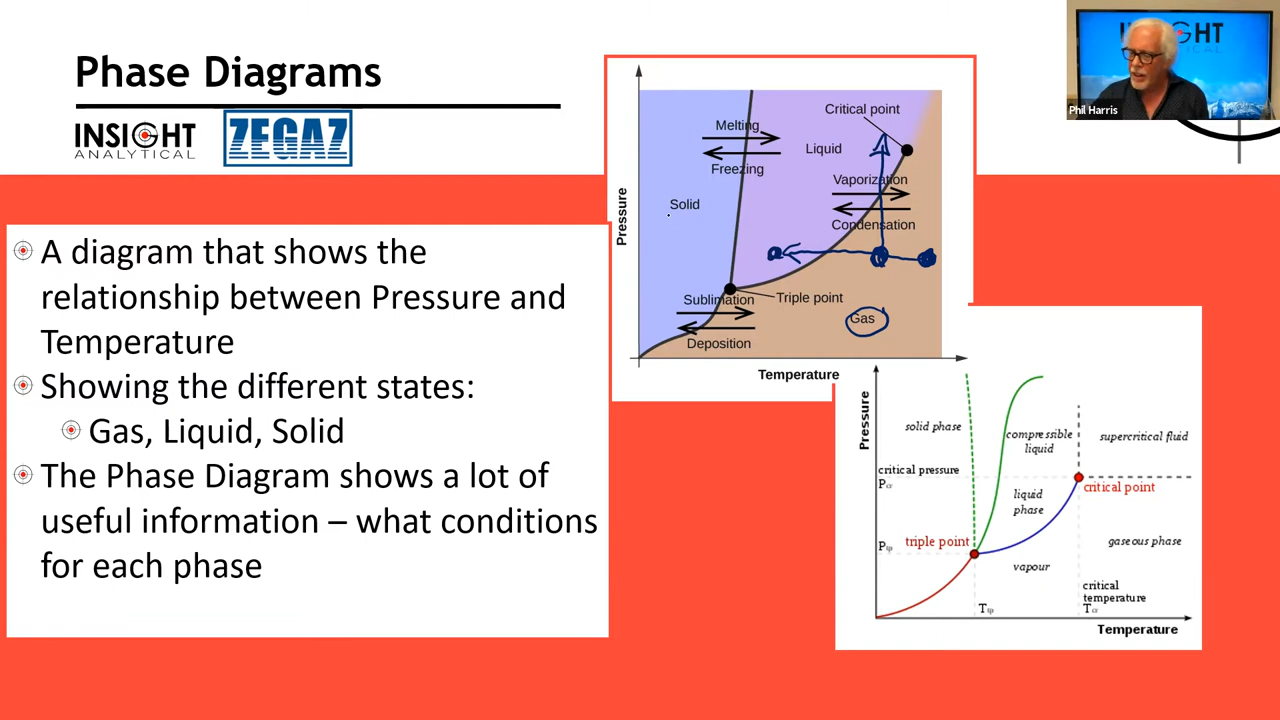 Phase Diagrams
INSIGHT
ANALYTICAL
ZEGAZ
A diagram that shows the
relationship between Pressure and
Temperature
Showing the different states:
Gas, Liquid, Solid
The Phase Diagram shows a lot of
useful information – what conditions
for each phase
Critical point
Melting
Liquid
Freezing
Vaporization
Solid
Condensation
Pressure
Sublimation
Triple point
Gas
Deposition
Temperature
INSIGHT
ANALYTICAL
Phil Harris
Pressure
solid phase
compressible
liquid
supercritical fluid
critical pressure
Pcr
critical point
liquid
phase
Ptp
triple point
gaseous phase
vapour
critical
temperature
Ttp
Tcr
Temperature